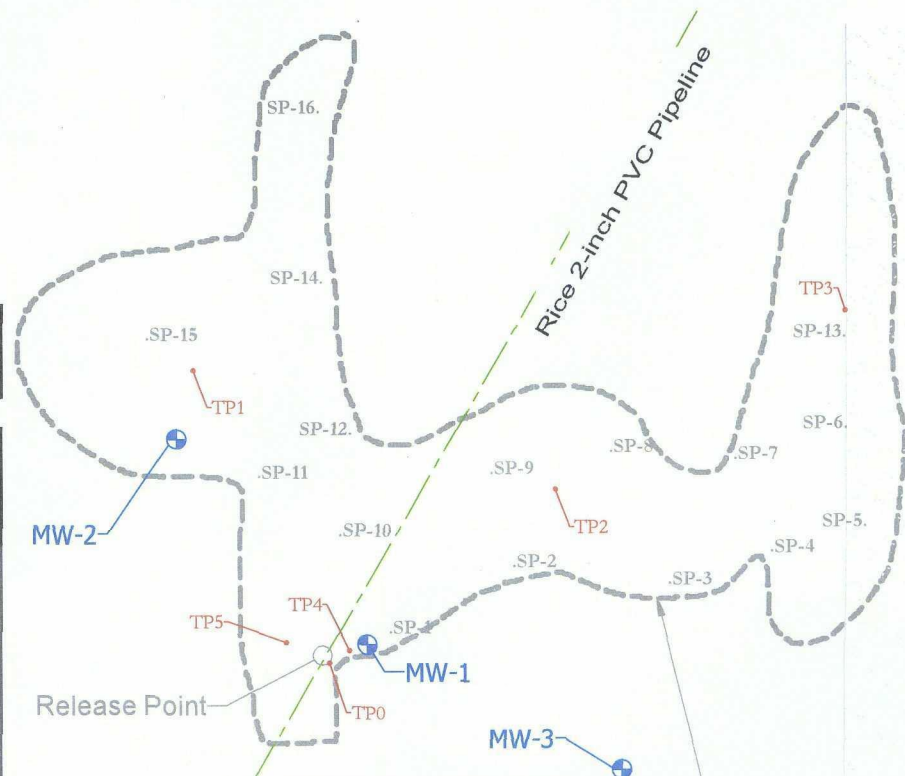 SP-16.
Rice 2-inch PVC Pipeline
SP-14.
TP3
.SP-15
SP-13.
TP1
SP-12.
SP-6.
.SP-8
.SP-7
.SP-11
.SP-9
MW-2
.SP-10
TP2
SP-5.
.SP-4
.SP-2
.SP-3
TP4
TP5
.SP-1
MW-1
Release Point
TP0
MW-3